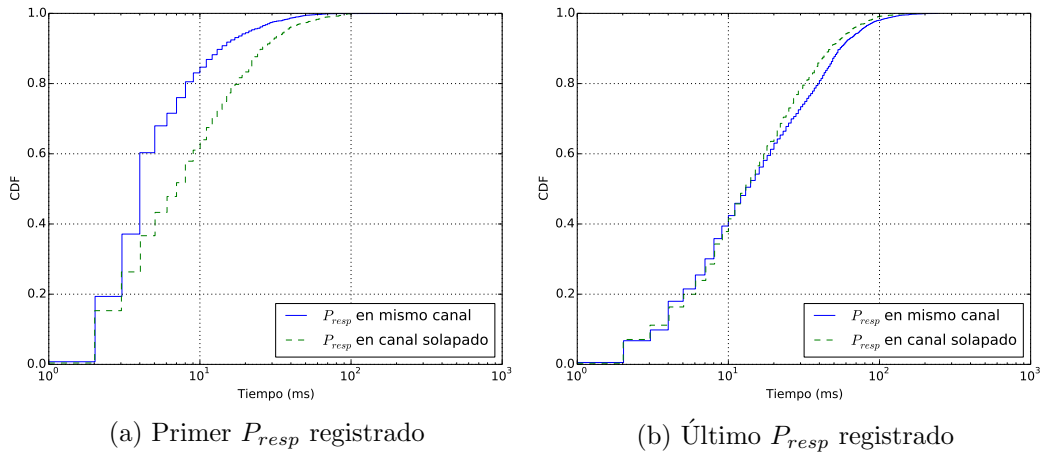 1.0
0.8
0.6
0.4
0.2
0.0
CDF
10^0
10^1
10^2
10^3
Tiempo (ms)
P_resp en mismo canal
P_resp en canal solapado
(a) Primer P_resp registrado
1.0
0.8
0.6
0.4
0.2
0.0
CDF
10^0
10^1
10^2
10^3
Tiempo (ms)
P_resp en mismo canal
P_resp en canal solapado
(b) Último P_resp registrado